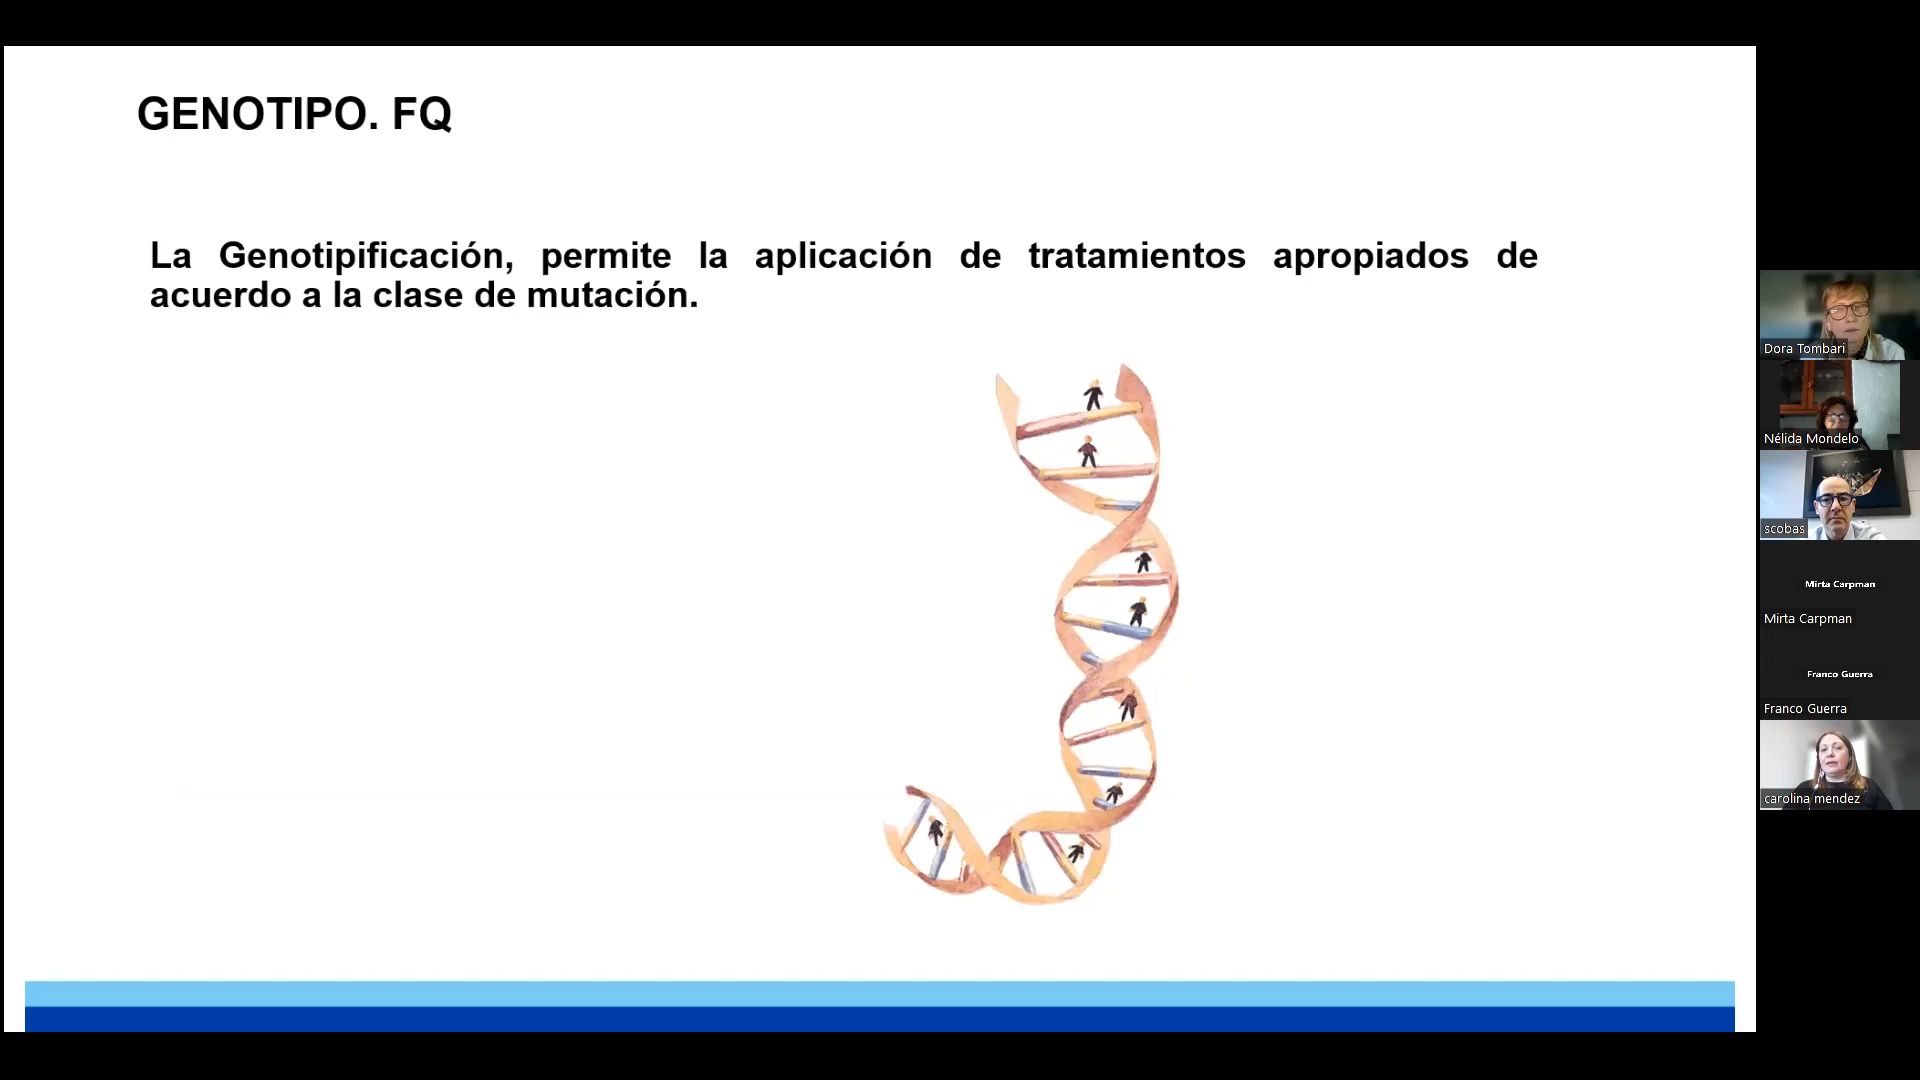 GENOTIPO. FQ
La Genotipificación, permite la aplicación de tratamientos apropiados de
acuerdo a la clase de mutación.
Dora Tombari
Nélida Mondelo
scobas
Mirta Carpman
Mirta Carpman
Franco Guerra
Franco Guerra
carolina mendez